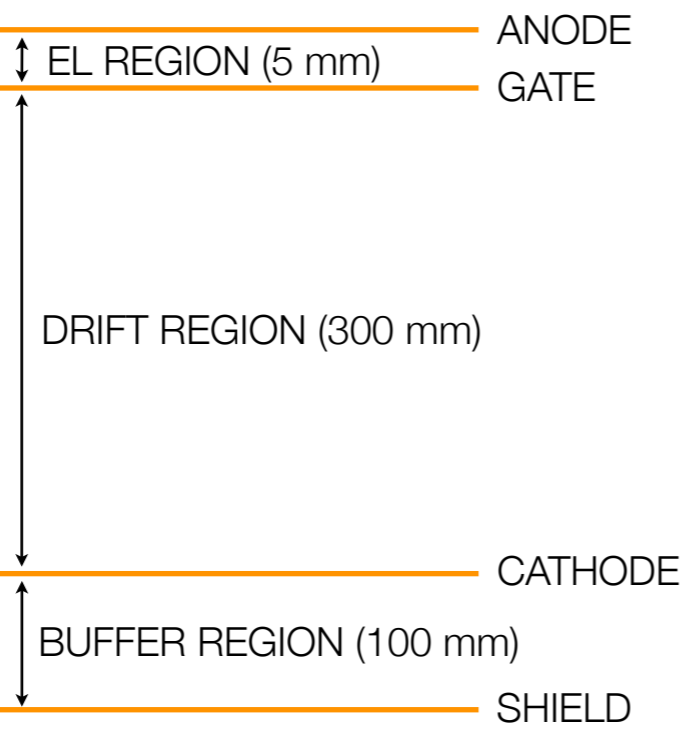 ANODE
EL REGION (5 mm)
GATE
DRIFT REGION (300 mm)
CATHODE
BUFFER REGION (100 mm)
SHIELD